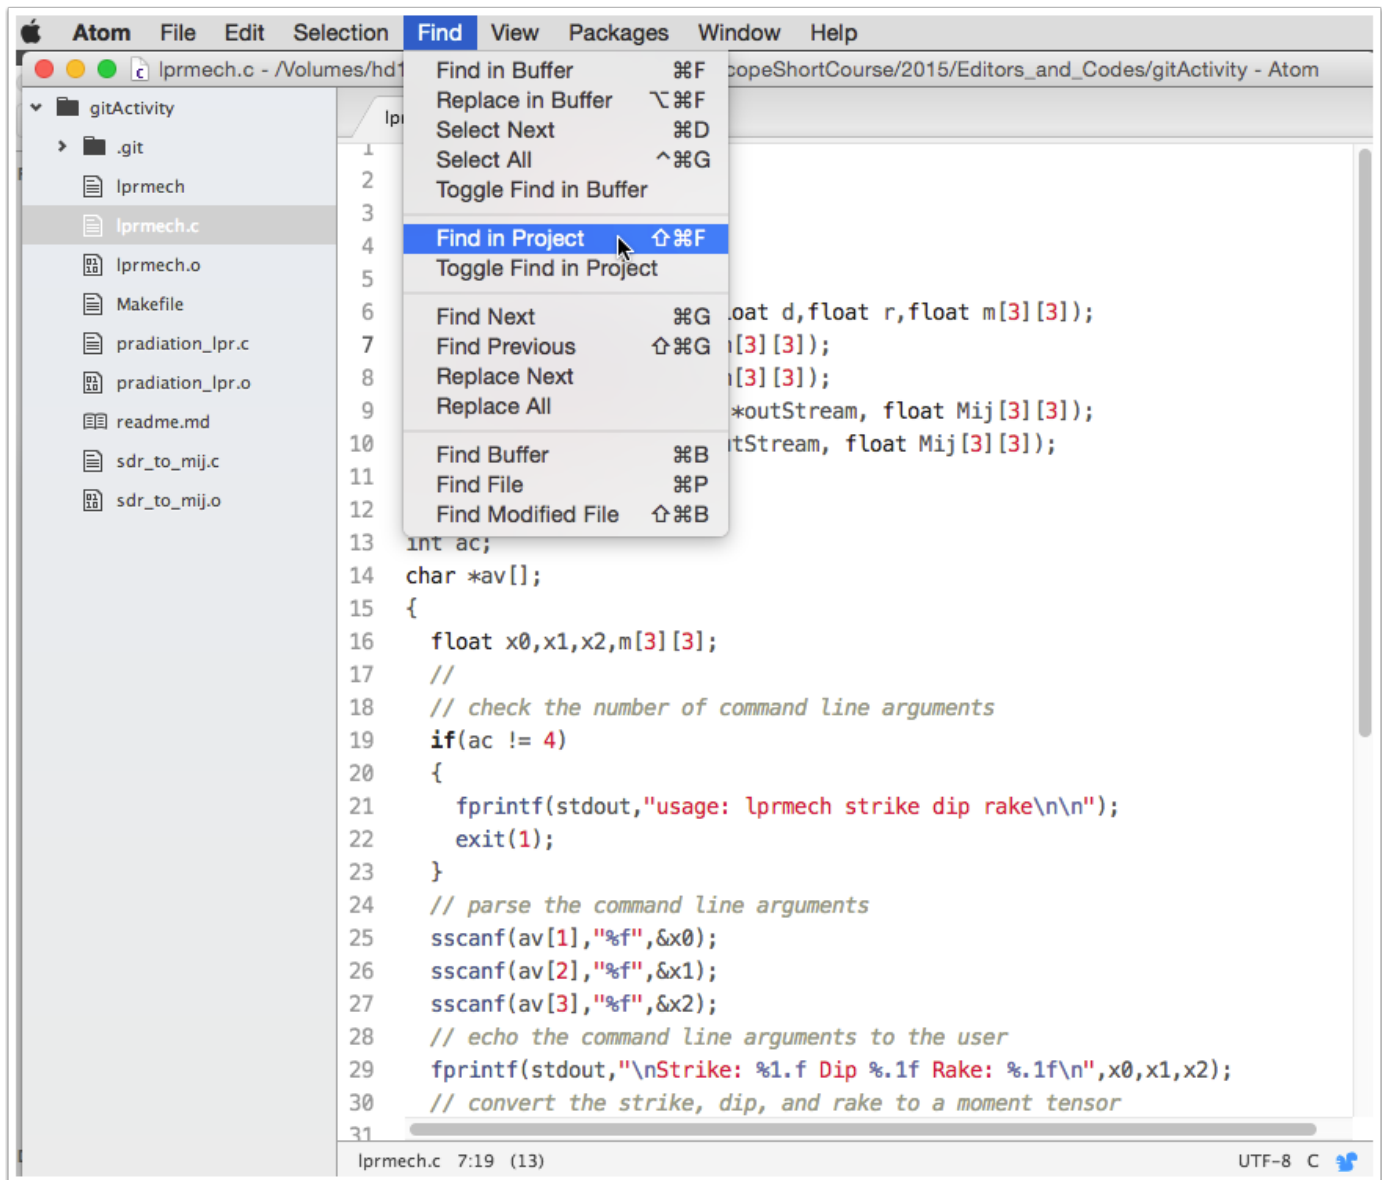 Atom File Edit Selection Find View Packages Window Help
lprmech.c - /Volumes/hd1 copeShortCourse/2015/Editors_and_Codes/gitActivity - Atom
gitActivity
.git
lprmech
lprmech.c
lprmech.o
Makefile
pradiation_lpr.c
pradiation_lpr.o
readme.md
sdr_to_mij.c
sdr_to_mij.o
Find in Buffer ⌘F
Replace in Buffer ⌥⌘F
Select Next ⌘D
Select All ^⌘G
Toggle Find in Buffer
Find in Project ⇧⌘F
Toggle Find in Project
Find Next ⌘G
Find Previous ⇧⌘G
Replace Next
Replace All
Find Buffer ⌘B
Find File ⌘P
Find Modified File ⇧⌘B
1
2
3
4
5
6 oat d,float r,float m[3][3]);
7 [3][3]);
8 [3][3]);
9 *outStream, float Mij[3][3]);
10 tStream, float Mij[3][3]);
11
12
13 int ac;
14 char *av[];
15 {
16 float x0,x1,x2,m[3][3];
17 //
18 // check the number of command line arguments
19 if(ac != 4)
20 {
21 fprintf(stdout,"usage: lprmech strike dip rake\n\n");
22 exit(1);
23 }
24 // parse the command line arguments
25 sscanf(av[1],"%f",&x0);
26 sscanf(av[2],"%f",&x1);
27 sscanf(av[3],"%f",&x2);
28 // echo the command line arguments to the user
29 fprintf(stdout,"\nStrike: %1.f Dip %.1f Rake: %.1f\n",x0,x1,x2);
30 // convert the strike, dip, and rake to a moment tensor
31
lprmech.c 7:19 (13) UTF-8 C